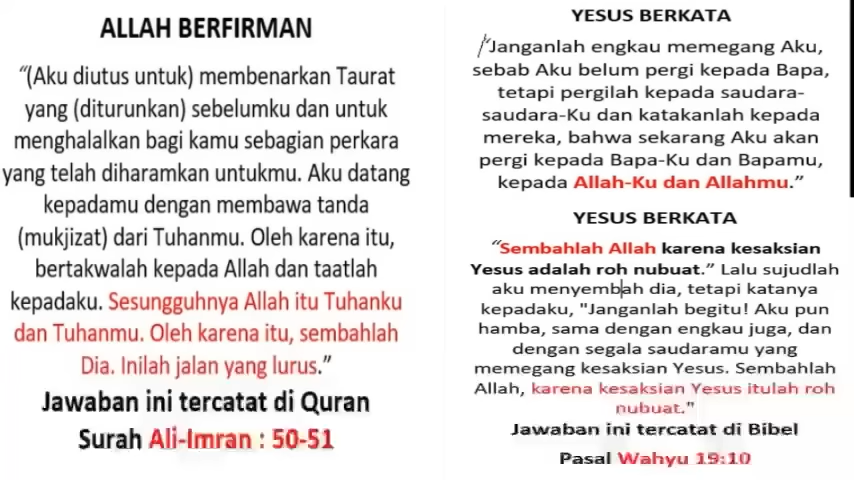 ALLAH BERFIRMAN
“(Aku diutus untuk) membenarkan Taurat
yang (diturunkan) sebelumku dan untuk
menghalalkan bagi kamu sebagian perkara
yang telah diharamkan untukmu. Aku datang
kepadamu dengan membawa tanda
(mukjizat) dari Tuhanmu. Oleh karena itu,
bertakwalah kepada Allah dan taatlah
kepadaku. Sesungguhnya Allah itu Tuhanku
dan Tuhanmu. Oleh karena itu, sembahlah
Dia. Inilah jalan yang lurus.”
Jawaban ini tercatat di Quran
Surah Ali-Imran : 50-51
YESUS BERKATA
“Janganlah engkau memegang Aku,
sebab Aku belum pergi kepada Bapa,
tetapi pergilah kepada saudara-
saudara-Ku dan katakanlah kepada
mereka, bahwa sekarang Aku akan
pergi kepada Bapa-Ku dan Bapamu,
kepada Allah-Ku dan Allahmu.”
YESUS BERKATA
“Sembahlah Allah karena kesaksian
Yesus adalah roh nubuat.” Lalu sujudlah
aku menyembah dia, tetapi katanya
kepadaku, "Janganlah begitu! Aku pun
hamba, sama dengan engkau juga, dan
dengan segala saudaramu yang
memegang kesaksian Yesus. Sembahlah
Allah, karena kesaksian Yesus itulah roh
nubuat."
Jawaban ini tercatat di Bibel
Pasal Wahyu 19:10